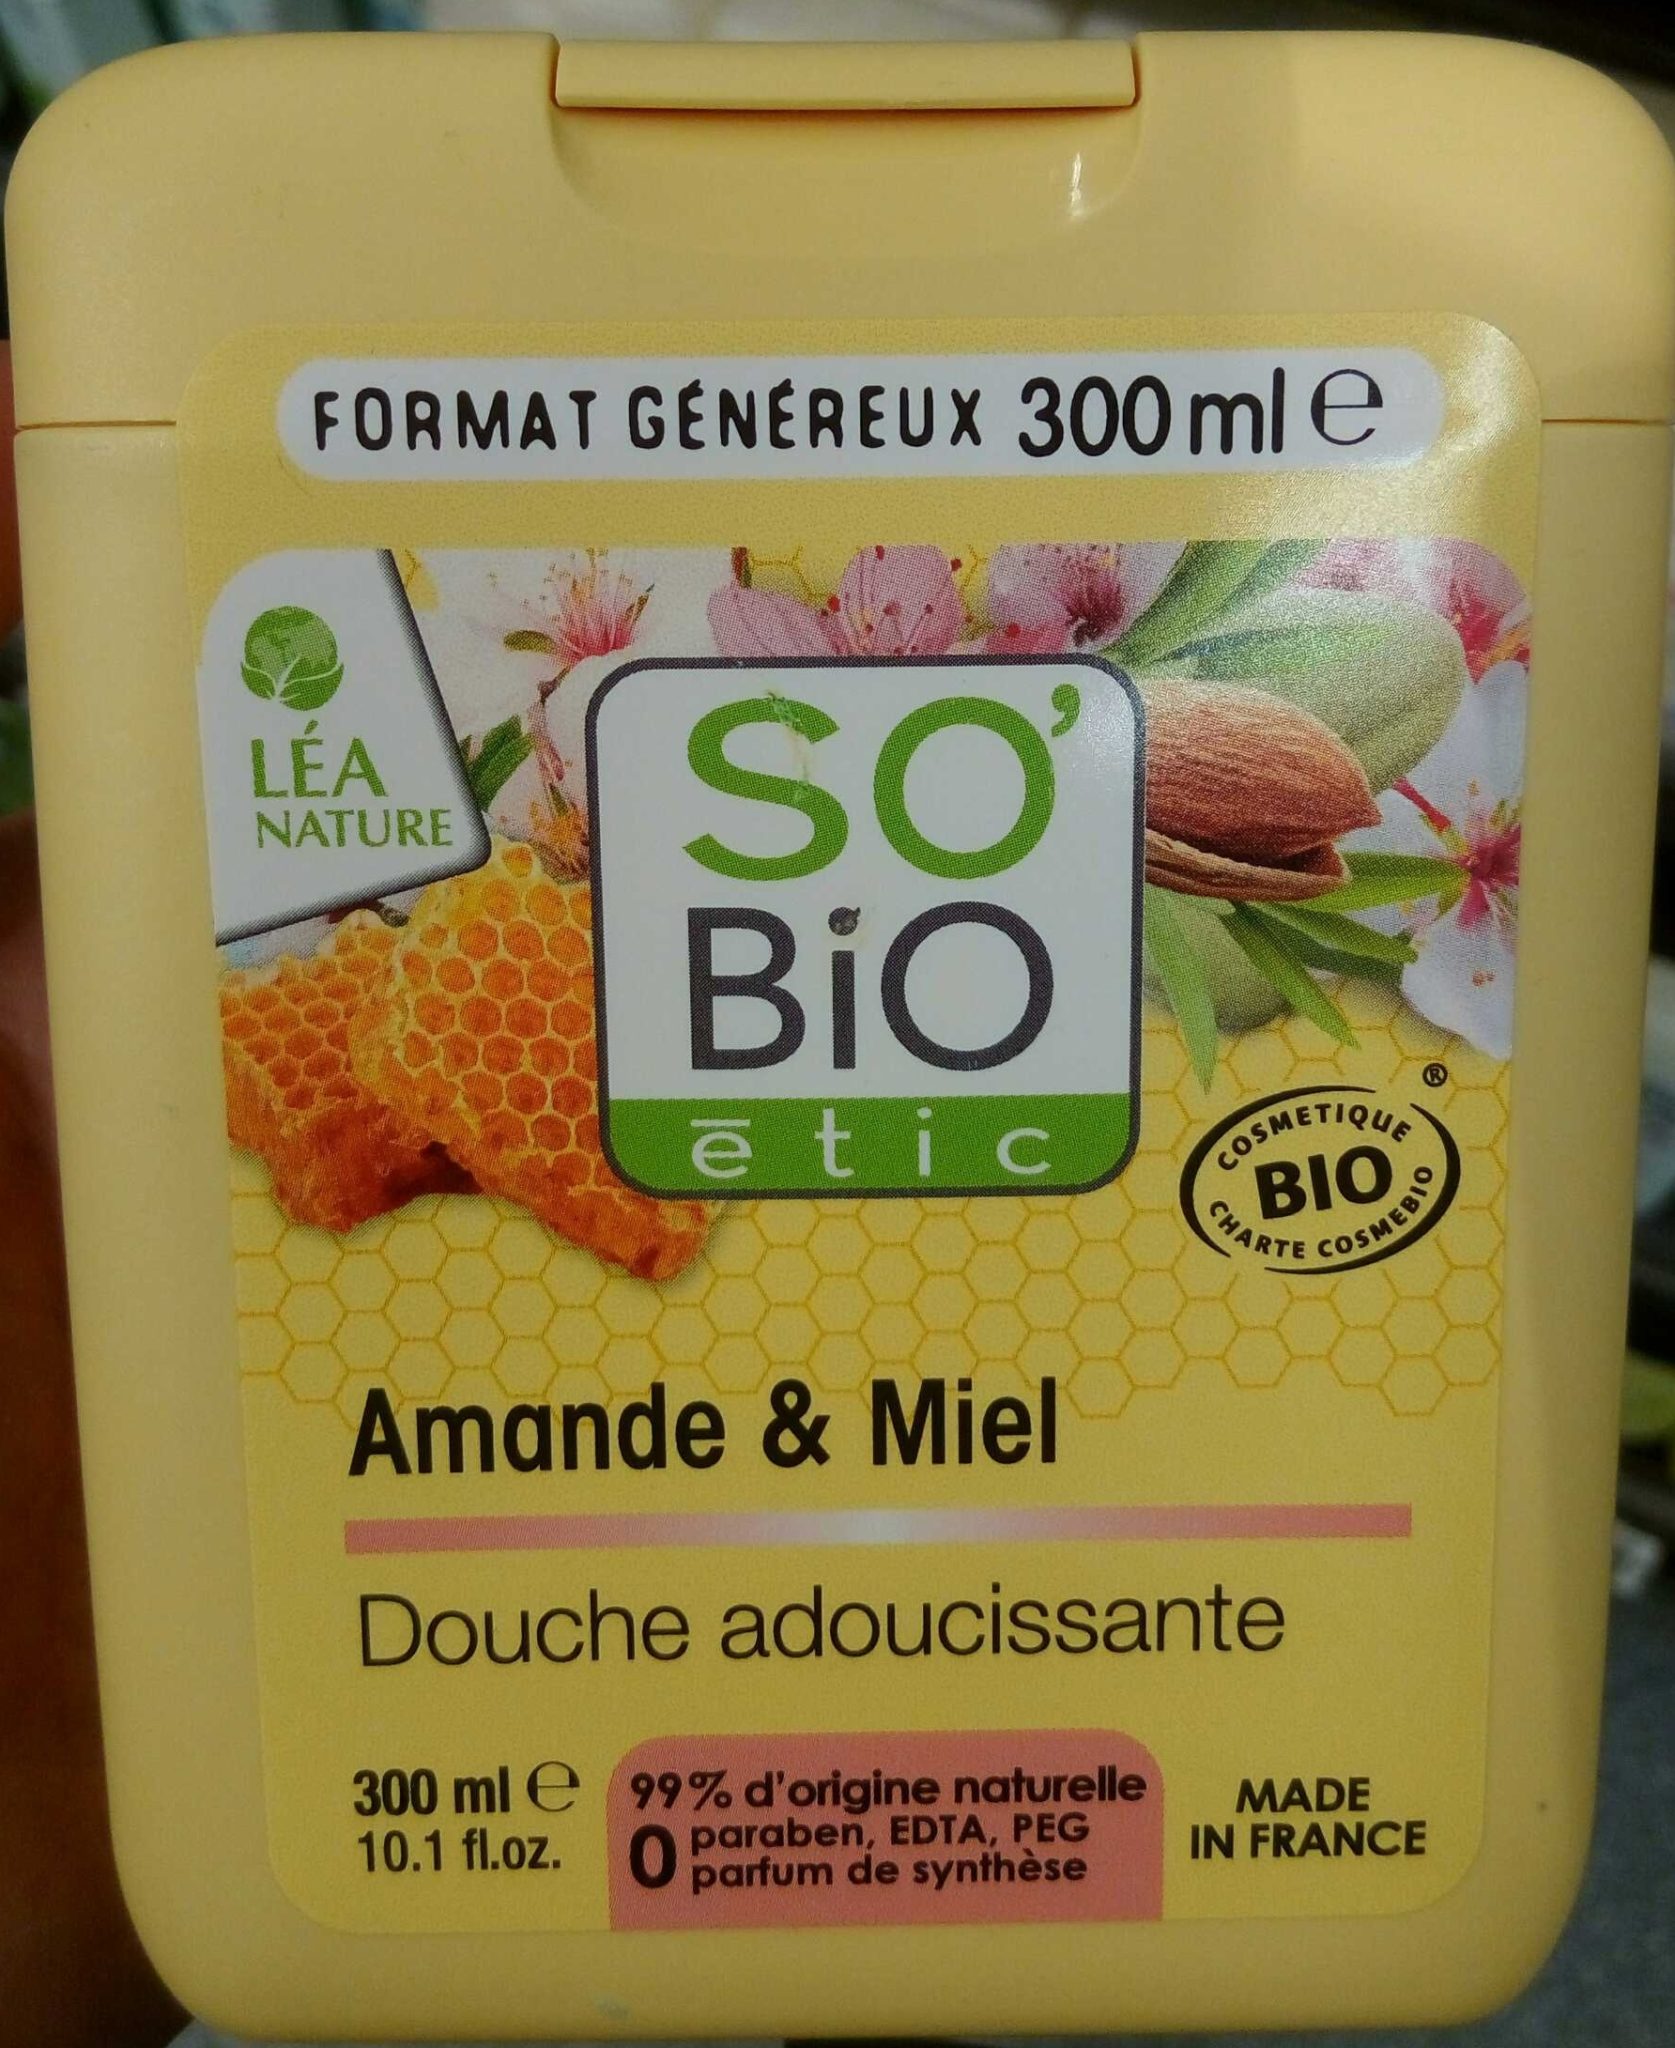 FORMAT GÉNÉREUX 300 ml e
LÉA
NATURE
SO'
BiO
ētic
COSMETIQUE
®
BIO
CHARTE COSMEBIO
Amande & Miel
Douche adoucissante
300 ml e
10.1 fl.oz.
99% d'origine naturelle
0 paraben, EDTA, PEG
parfum de synthèse
MADE
IN FRANCE